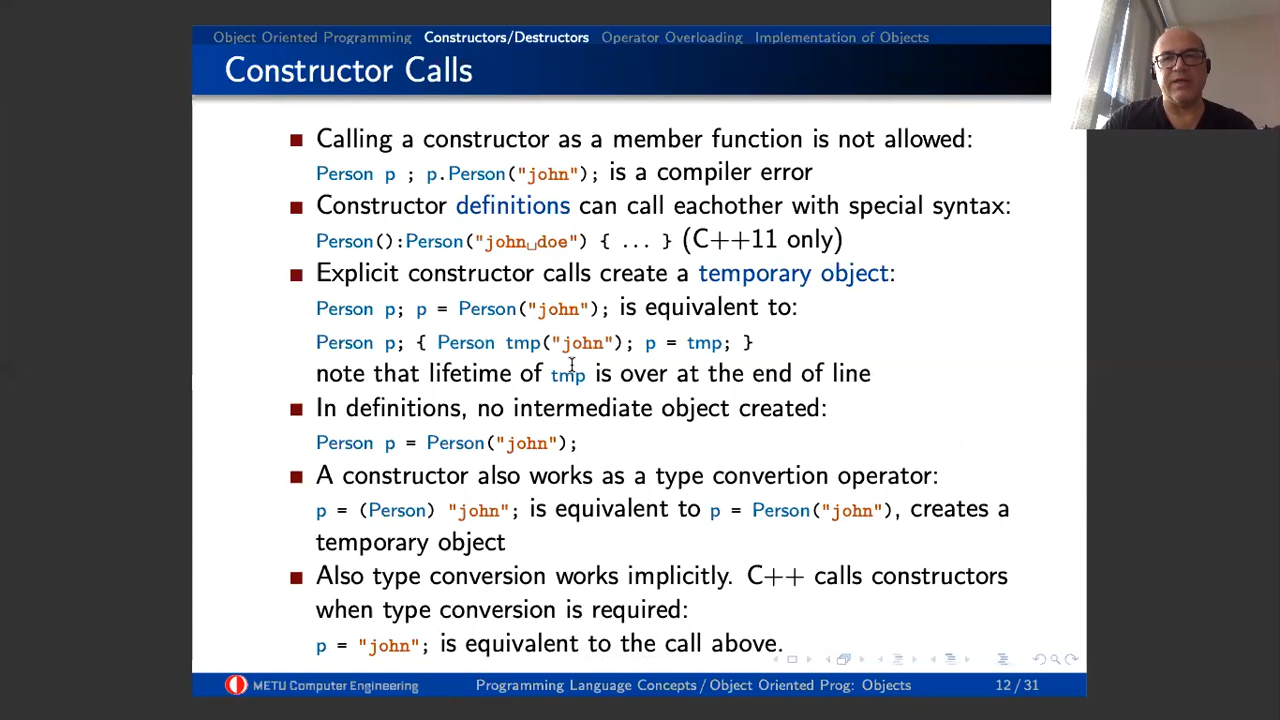 Object Oriented Programming Constructors/Destructors Operator Overloading Implementation of Objects
Constructor Calls
Calling a constructor as a member function is not allowed:
Person p ; p.Person("john"); is a compiler error
Constructor definitions can call eachother with special syntax:
Person():Person("john␣doe") { ... } (C++11 only)
Explicit constructor calls create a temporary object:
Person p; p = Person("john"); is equivalent to:
Person p; { Person tmp("john"); p = tmp; }
note that lifetime of tmp is over at the end of line
In definitions, no intermediate object created:
Person p = Person("john");
A constructor also works as a type convertion operator:
p = (Person) "john"; is equivalent to p = Person("john"), creates a
temporary object
Also type conversion works implicitly. C++ calls constructors
when type conversion is required:
p = "john"; is equivalent to the call above.
METU Computer Engineering Programming Language Concepts / Object Oriented Prog: Objects 12 / 31